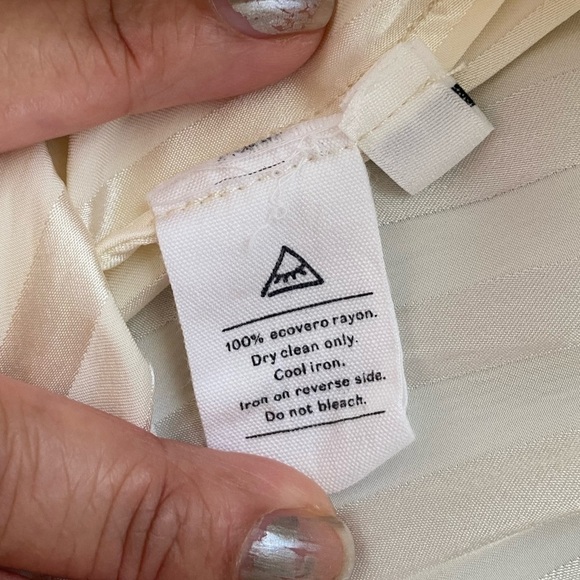 100% ecovero rayon.
Dry clean only.
Cool iron.
Iron on reverse side.
Do not bleach.